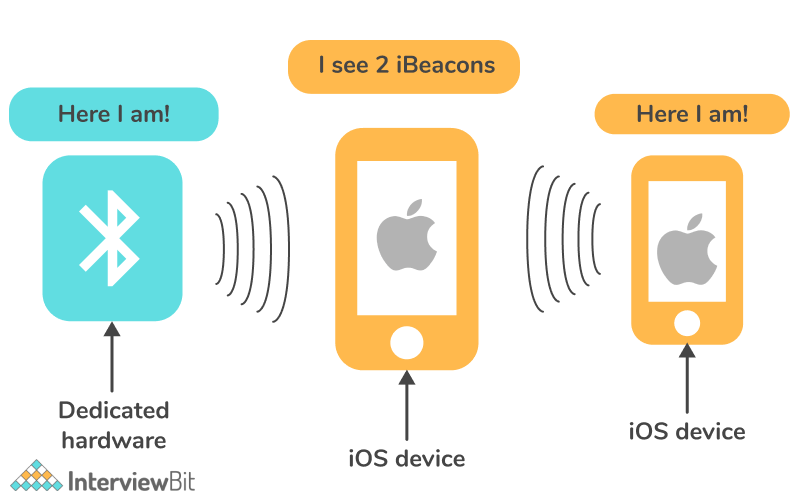 I see 2 iBeacons
Here I am!
Here I am!
Dedicated
hardware
iOS device
iOS device
InterviewBit